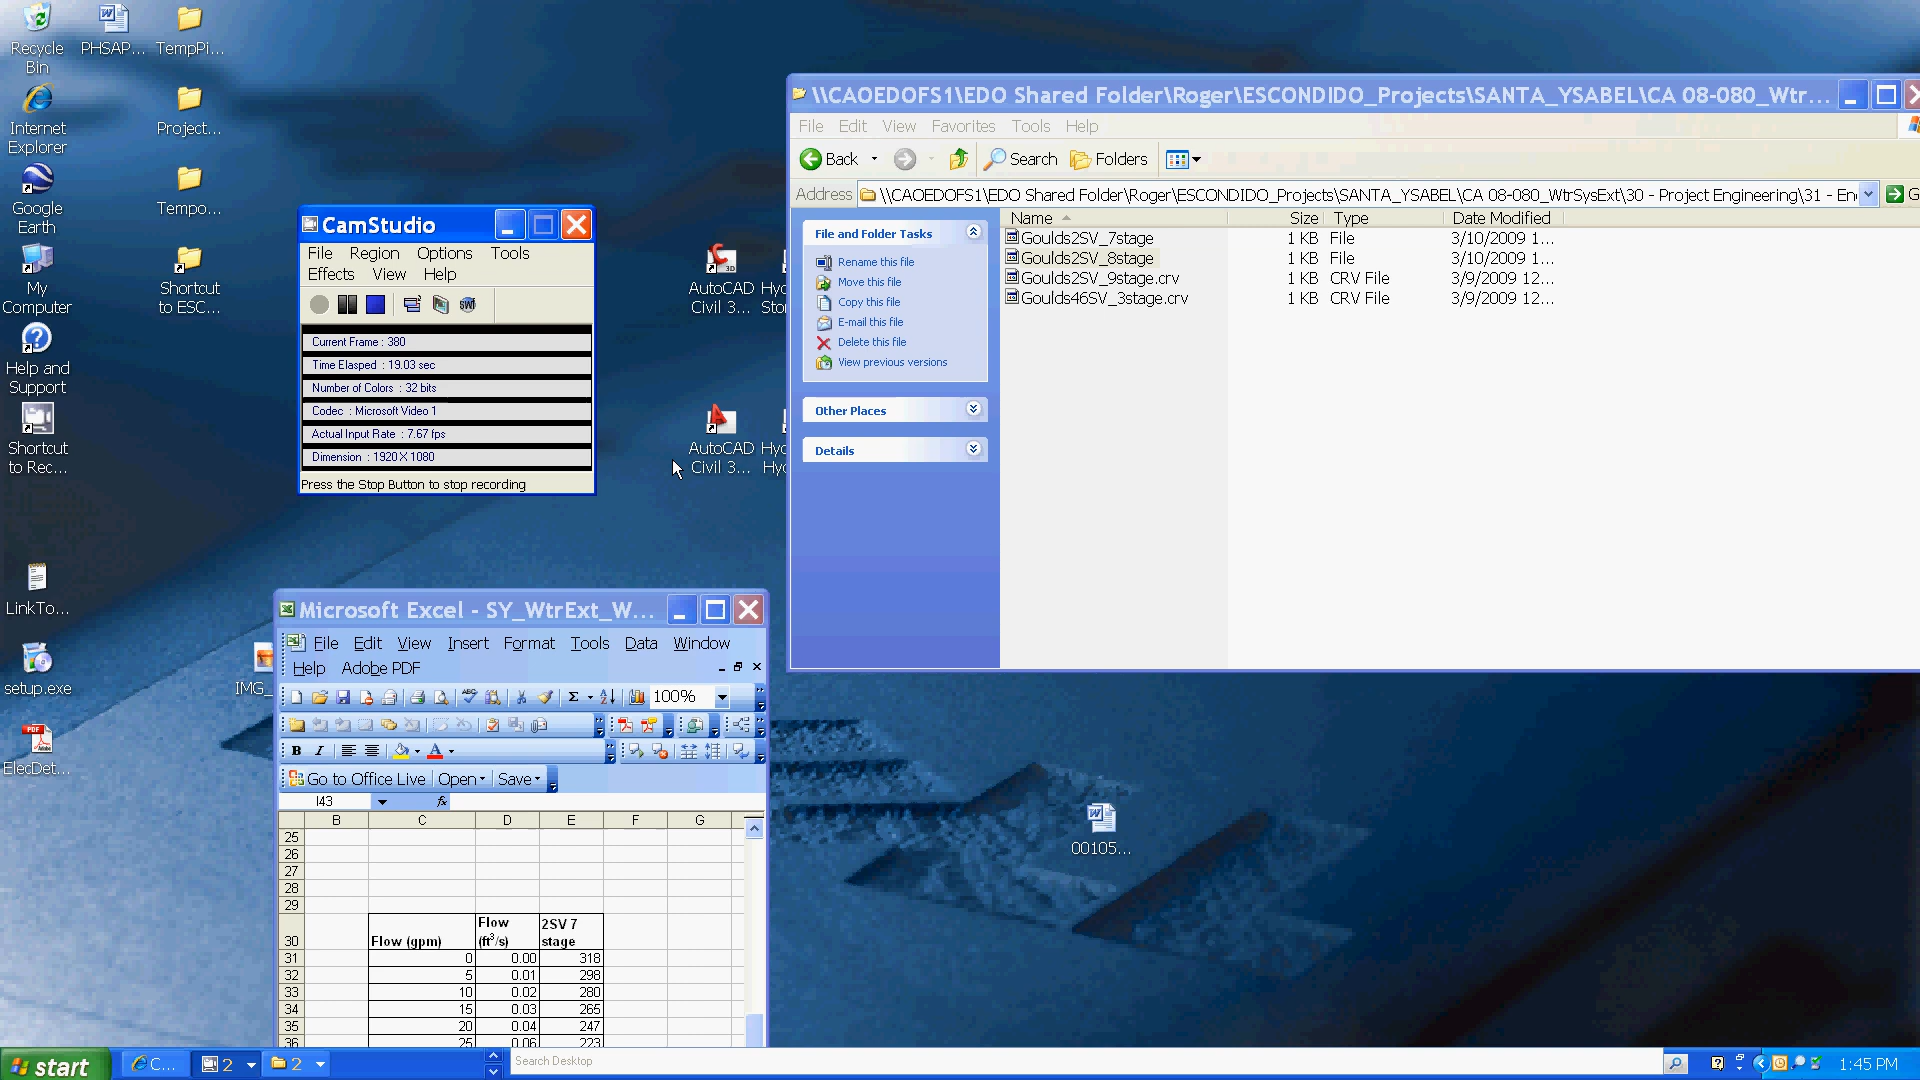 Recycle
Bin
PHSAP...
TempPi...
Internet
Explorer
Project...
Google
Earth
Tempo...
My
Computer
Shortcut
to ESC...
Help and
Support
Shortcut
to Rec...
LinkTo...
setup.exe
IMG_
ElecDet...
AutoCAD
Civil 3...
Hyd
Stor
AutoCAD
Civil 3...
Hyd
Hyd
00105...
CamStudio
File Region Options Tools
Effects View Help
Current Frame : 380
Time Elasped : 19.03 sec
Number of Colors : 32 bits
Codec : Microsoft Video 1
Actual Input Rate : 7.67 fps
Dimension : 1920 X 1080
Press the Stop Button to stop recording
\\CAOEDOFS1\EDO Shared Folder\Roger\ESCONDIDO_Projects\SANTA_YSABEL\CA 08-080_Wtr...
File Edit View Favorites Tools Help
Back Search Folders
Address \\CAOEDOFS1\EDO Shared Folder\Roger\ESCONDIDO_Projects\SANTA_YSABEL\CA 08-080_WtrSysExt\30 - Project Engineering\31 - En G
File and Folder Tasks
Rename this file
Move this file
Copy this file
E-mail this file
Delete this file
View previous versions
Other Places
Details
Name Size Type Date Modified
Goulds2SV_7stage 1 KB File 3/10/2009 1...
Goulds2SV_8stage 1 KB File 3/10/2009 1...
Goulds2SV_9stage.crv 1 KB CRV File 3/9/2009 12...
Goulds46SV_3stage.crv 1 KB CRV File 3/9/2009 12...
Microsoft Excel - SY_WtrExt_W...
File Edit View Insert Format Tools Data Window
Help Adobe PDF
100%
B I A
Go to Office Live Open Save
I43 fx
B C D E F G
25
26
27
28
29
30 Flow (gpm) Flow (ft³/s) 2SV 7 stage
31 0 0.00 318
32 5 0.01 298
33 10 0.02 280
34 15 0.03 265
35 20 0.04 247
36 25 0.06 223
start C... 2 2 Search Desktop 1:45 PM